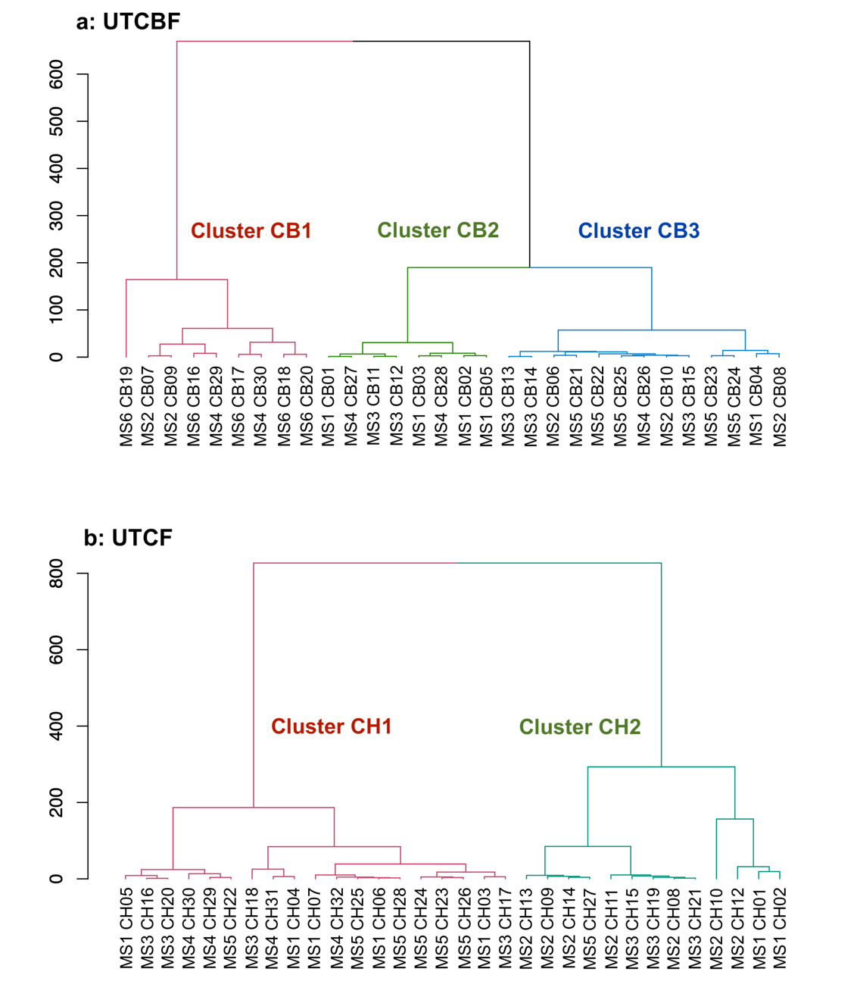 a: UTCBF
600
500
400
300
200
100
0
Cluster CB1
Cluster CB2
Cluster CB3
MS6 CB19
MS2 CB07
MS2 CB09
MS6 CB16
MS4 CB29
MS6 CB17
MS4 CB30
MS6 CB18
MS6 CB20
MS1 CB01
MS4 CB27
MS3 CB11
MS3 CB12
MS1 CB03
MS4 CB28
MS1 CB02
MS1 CB05
MS3 CB13
MS3 CB14
MS2 CB06
MS5 CB21
MS5 CB22
MS5 CB25
MS4 CB26
MS2 CB10
MS3 CB15
MS5 CB23
MS5 CB24
MS1 CB04
MS2 CB08
b: UTCF
800
600
400
200
0
Cluster CH1
Cluster CH2
MS1 CH05
MS3 CH16
MS3 CH20
MS4 CH30
MS4 CH29
MS5 CH22
MS3 CH18
MS4 CH31
MS1 CH04
MS1 CH07
MS4 CH32
MS5 CH25
MS1 CH06
MS5 CH28
MS5 CH24
MS5 CH23
MS5 CH26
MS1 CH03
MS3 CH17
MS2 CH13
MS2 CH09
MS2 CH14
MS5 CH27
MS2 CH11
MS3 CH15
MS3 CH19
MS2 CH08
MS3 CH21
MS2 CH10
MS2 CH12
MS1 CH01
MS1 CH02